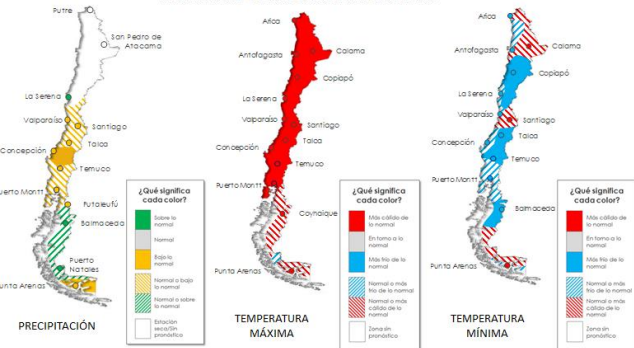 Putre
San Pedro de
Atacama
La Serena
Valparaíso
Santiago
Talca
Concepción
Temuco
Puerto Montt
Futaleufú
Balmaceda
Puerto
Natales
Punta Arenas
¿Qué significa
cada color?
Sobre lo
normal
Normal
Bajo lo
normal
Normal o bajo
lo normal
Normal o sobre
lo normal
Estación
seca/Sin
pronóstico
PRECIPITACIÓN
Arica
Calama
Antofagasta
Copiapó
La Serena
Valparaíso
Santiago
Talca
Concepción
Temuco
Puerto Montt
Coyhaique
Punta Arenas
¿Qué significa
cada color?
Más cálido de
lo normal
En torno a lo
normal
Más frío de lo
normal
Normal o más
frío de lo normal
Normal o más
cálido de lo
normal
Zona sin
pronóstico
TEMPERATURA
MÁXIMA
Arica
Antofagasta
Calama
Copiapó
La Serena
Valparaíso
Santiago
Talca
Concepción
Temuco
Puerto Montt
Balmaceda
Punta Arenas
¿Qué significa
cada color?
Más cálido de
lo normal
En torno a lo
normal
Más frío de lo
normal
Normal o más
frío de lo normal
Normal o más
cálido de lo
normal
Zona sin
pronóstico
TEMPERATURA
MÍNIMA